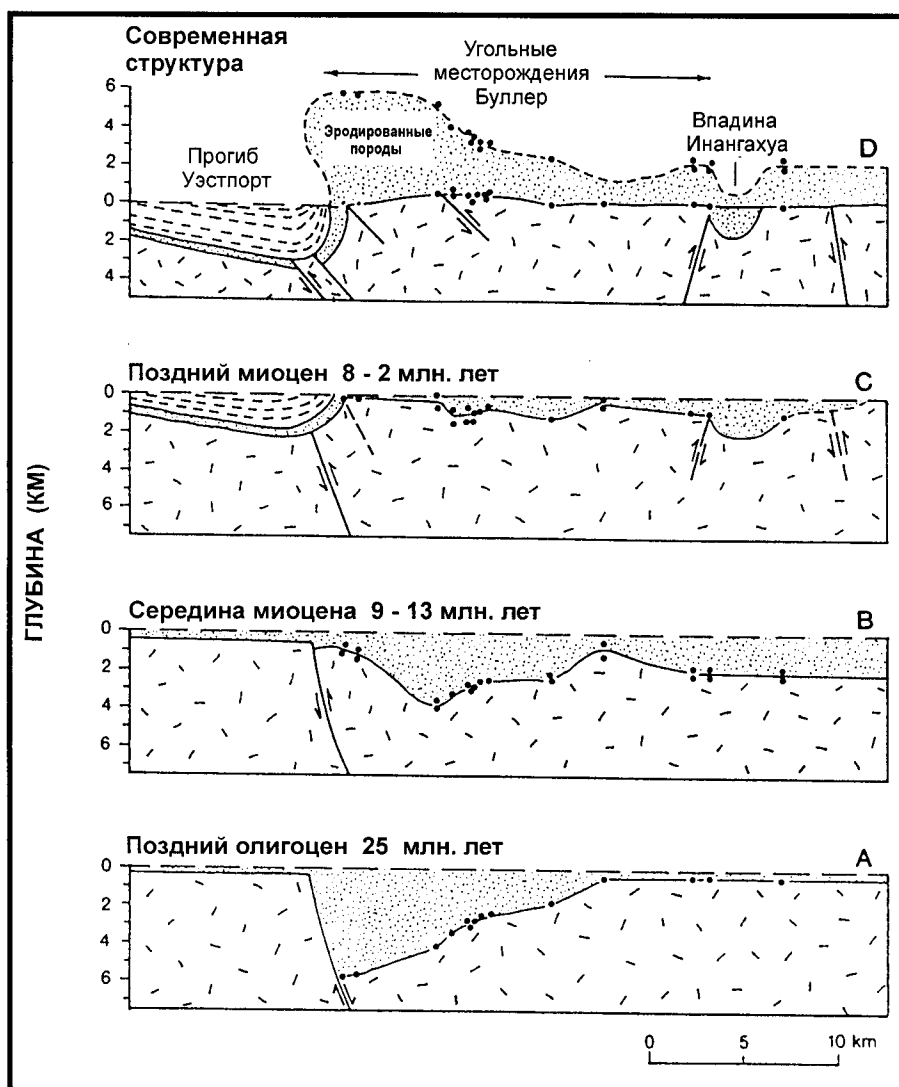 Современная
структура
Угольные
месторождения
Буллер
Впадина
Инангахуа
D
Эродированные
породы
Прогиб
Уэстпорт
6
4
2
0
2
4
Поздний миоцен 8 - 2 млн. лет
C
0
2
4
6
ГЛУБИНА (КМ)
Середина миоцена 9 - 13 млн. лет
B
0
2
4
6
Поздний олигоцен 25 млн. лет
A
0
2
4
6
0 5 10 km